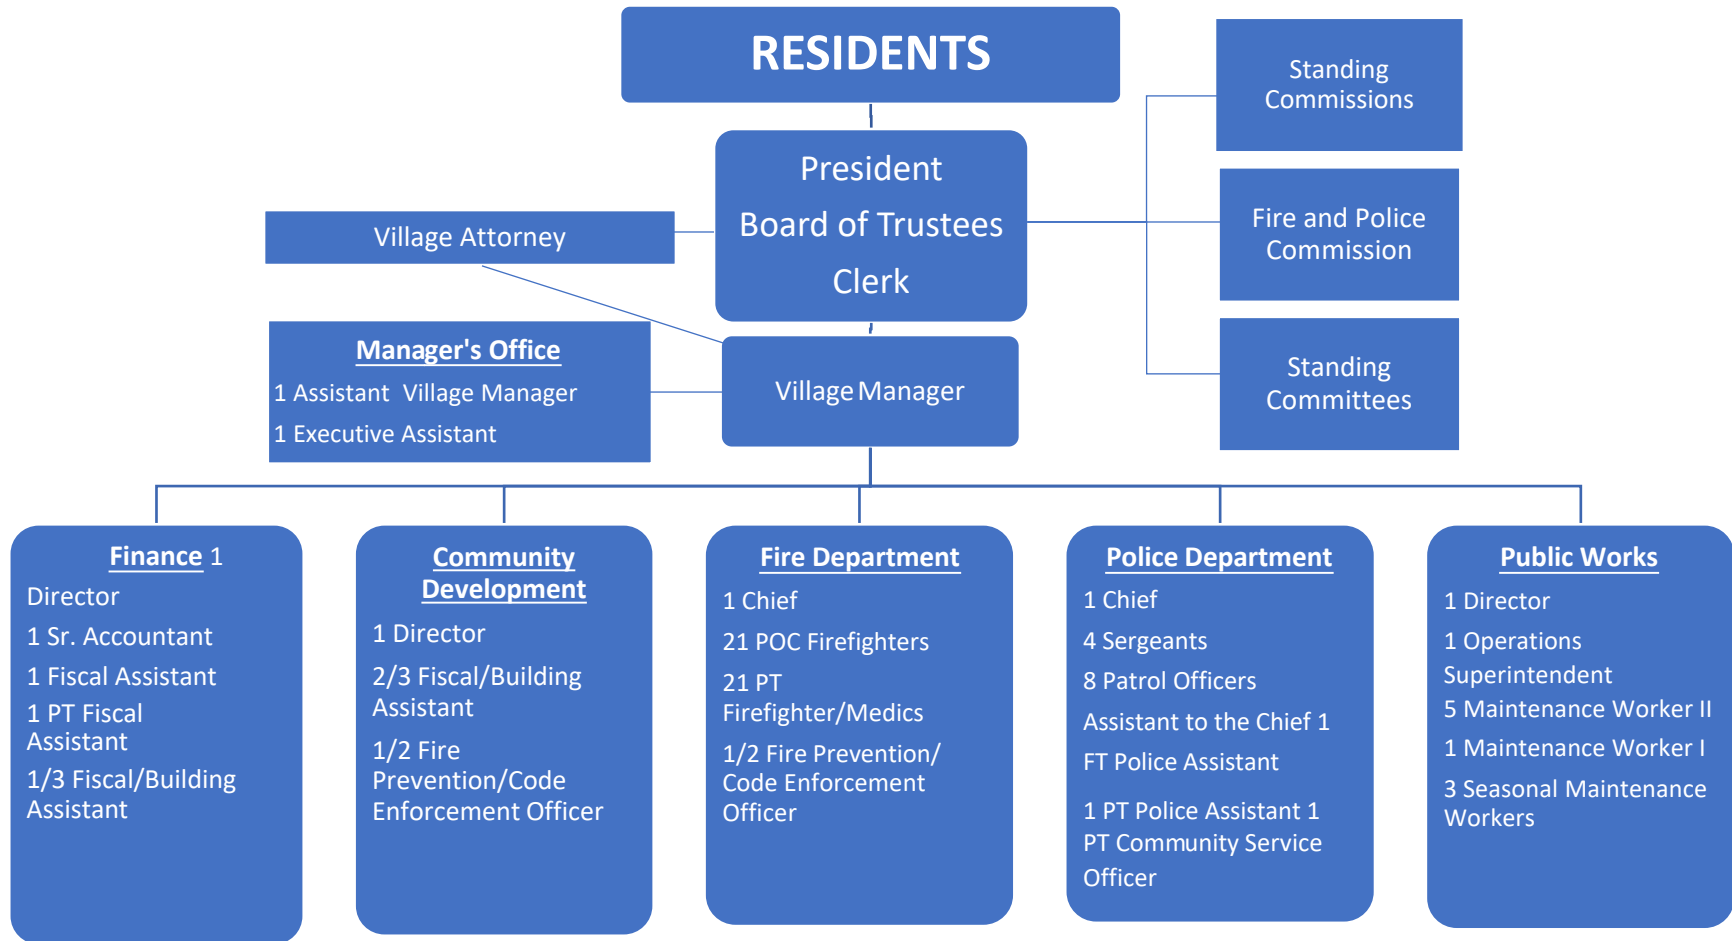 RESIDENTS
President
Board of Trustees
Clerk
Standing
Commissions
Fire and Police
Commission
Standing
Committees
Village Attorney
Manager's Office
1 Assistant Village Manager
1 Executive Assistant
Village Manager
Finance 1
Director
1 Sr. Accountant
1 Fiscal Assistant
1 PT Fiscal
Assistant
1/3 Fiscal/Building
Assistant
Community
Development
1 Director
2/3 Fiscal/Building
Assistant
1/2 Fire
Prevention/Code
Enforcement Officer
Fire Department
1 Chief
21 POC Firefighters
21 PT
Firefighter/Medics
1/2 Fire Prevention/
Code Enforcement
Officer
Police Department
1 Chief
4 Sergeants
8 Patrol Officers
Assistant to the Chief 1
FT Police Assistant
1 PT Police Assistant 1
PT Community Service
Officer
Public Works
1 Director
1 Operations
Superintendent
5 Maintenance Worker II
1 Maintenance Worker I
3 Seasonal Maintenance
Workers